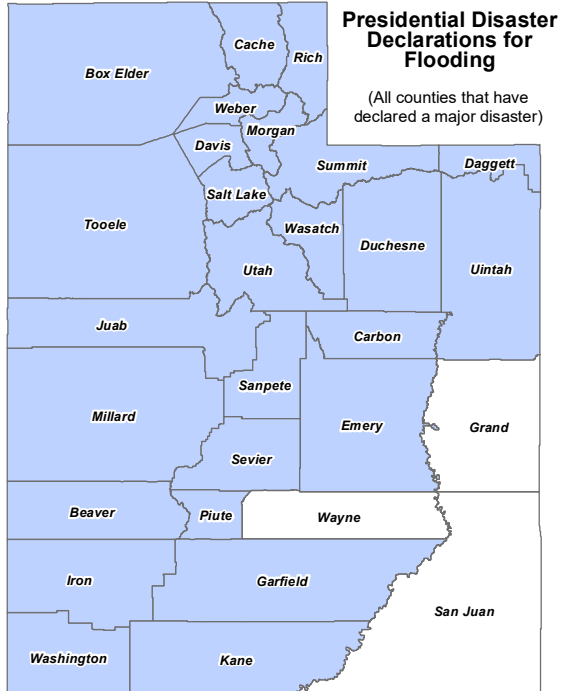 Presidential Disaster
Declarations for
Flooding
(All counties that have
declared a major disaster)
Cache
Rich
Box Elder
Weber
Morgan
Davis
Summit
Daggett
Salt Lake
Tooele
Wasatch
Duchesne
Utah
Uintah
Juab
Carbon
Sanpete
Millard
Emery
Grand
Sevier
Beaver
Piute
Wayne
Iron
Garfield
San Juan
Washington
Kane